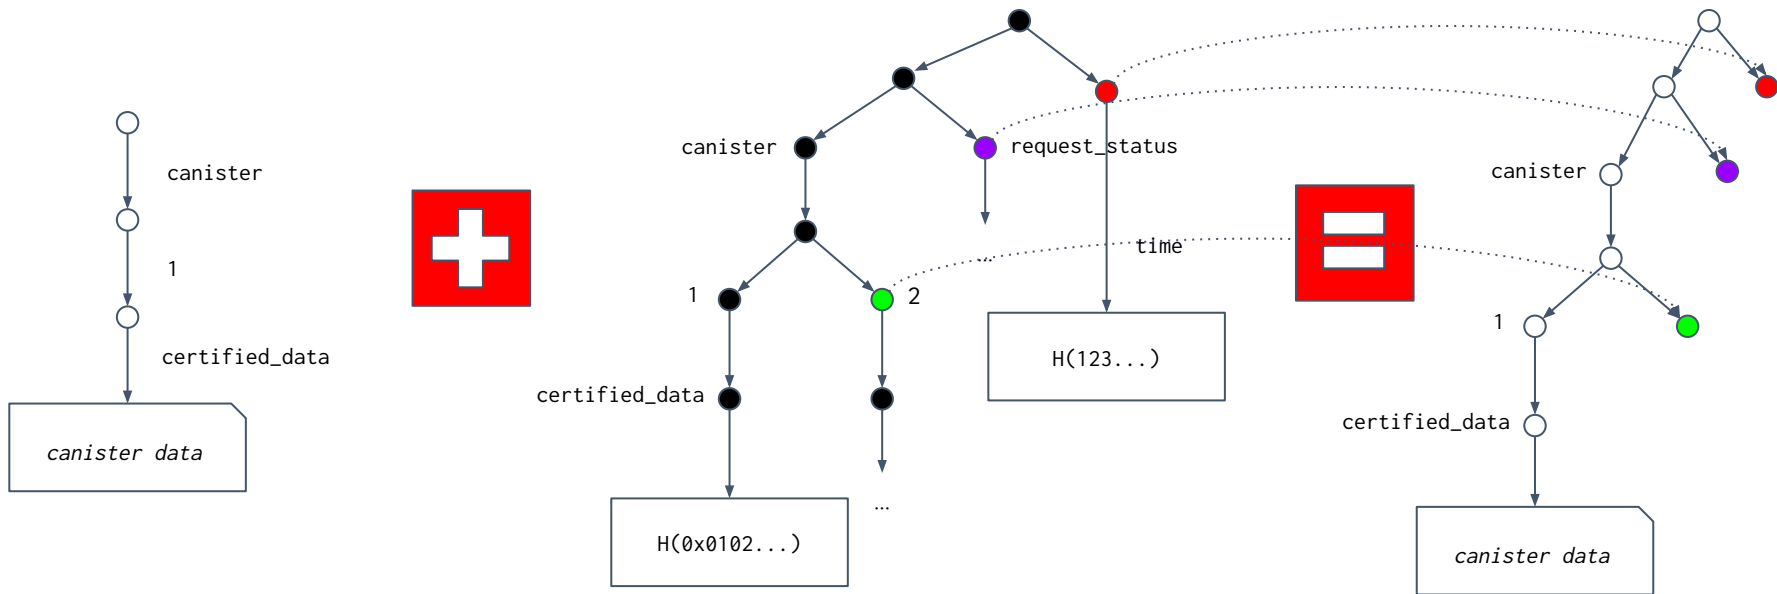 canister
1
certified_data
canister data
canister
request_status
...
time
1
2
certified_data
...
H(123...)
H(0x0102...)
canister
1
certified_data
canister data